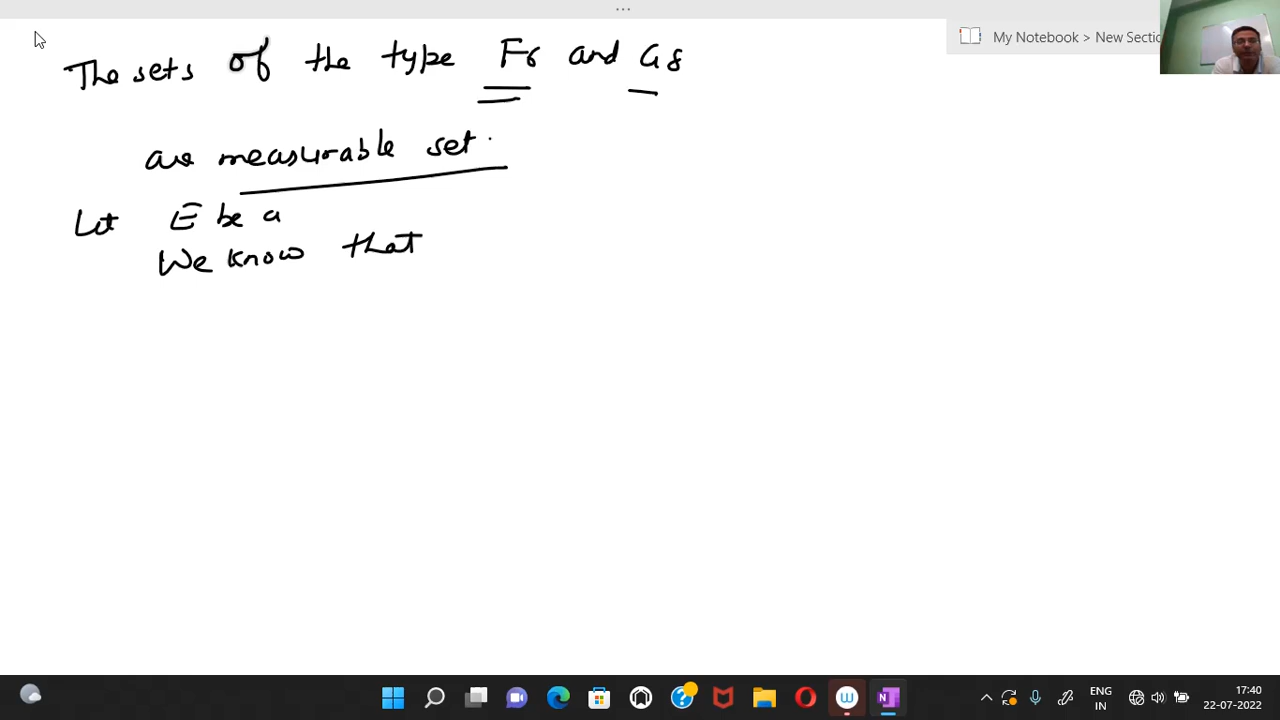 ...
My Notebook > New Sectio
The sets of the type Fσ and Gδ
are measurable set.
Let E be a
We know that
ENG
IN
17:40
22-07-2022